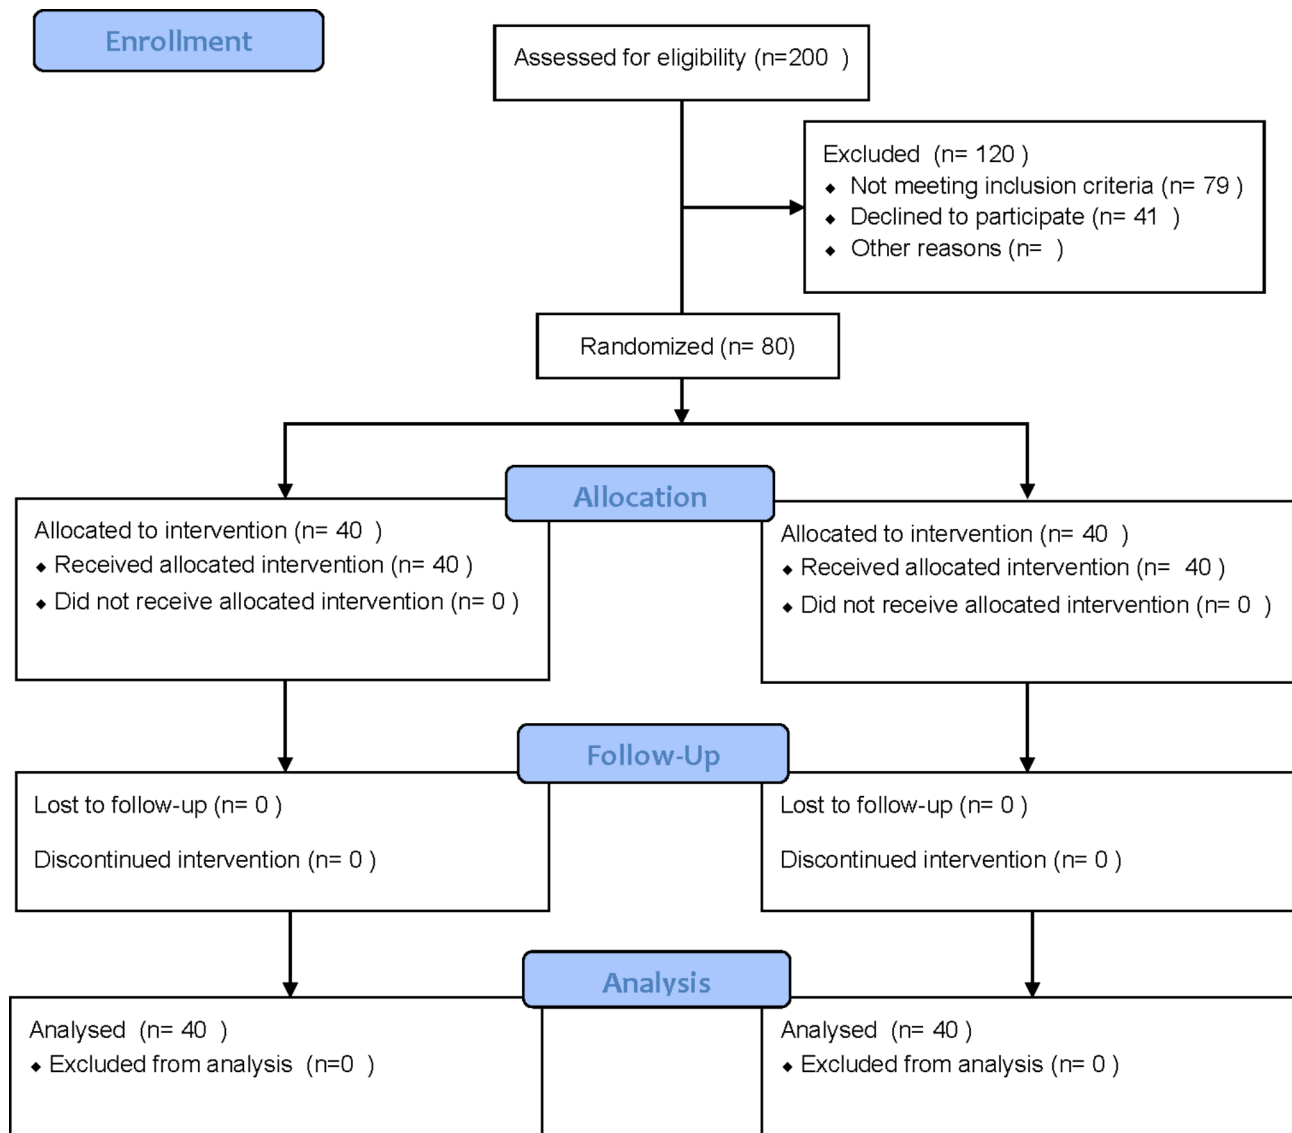 Enrollment
Assessed for eligibility (n=200  )
Excluded  (n= 120 )
♦ Not meeting inclusion criteria (n= 79 )
♦ Declined to participate (n= 41  )
♦ Other reasons (n=  )
Randomized (n= 80)
Allocation
Allocated to intervention (n= 40  )
♦ Received allocated intervention (n= 40 )
♦ Did not receive allocated intervention (n= 0 )
Allocated to intervention (n= 40  )
♦ Received allocated intervention (n=  40 )
♦ Did not receive allocated intervention (n= 0  )
Follow-Up
Lost to follow-up (n= 0 )
Discontinued intervention (n= 0 )
Lost to follow-up (n= 0 )
Discontinued intervention (n= 0 )
Analysis
Analysed  (n= 40  )
♦ Excluded from analysis  (n=0  )
Analysed  (n= 40  )
♦ Excluded from analysis (n= 0 )